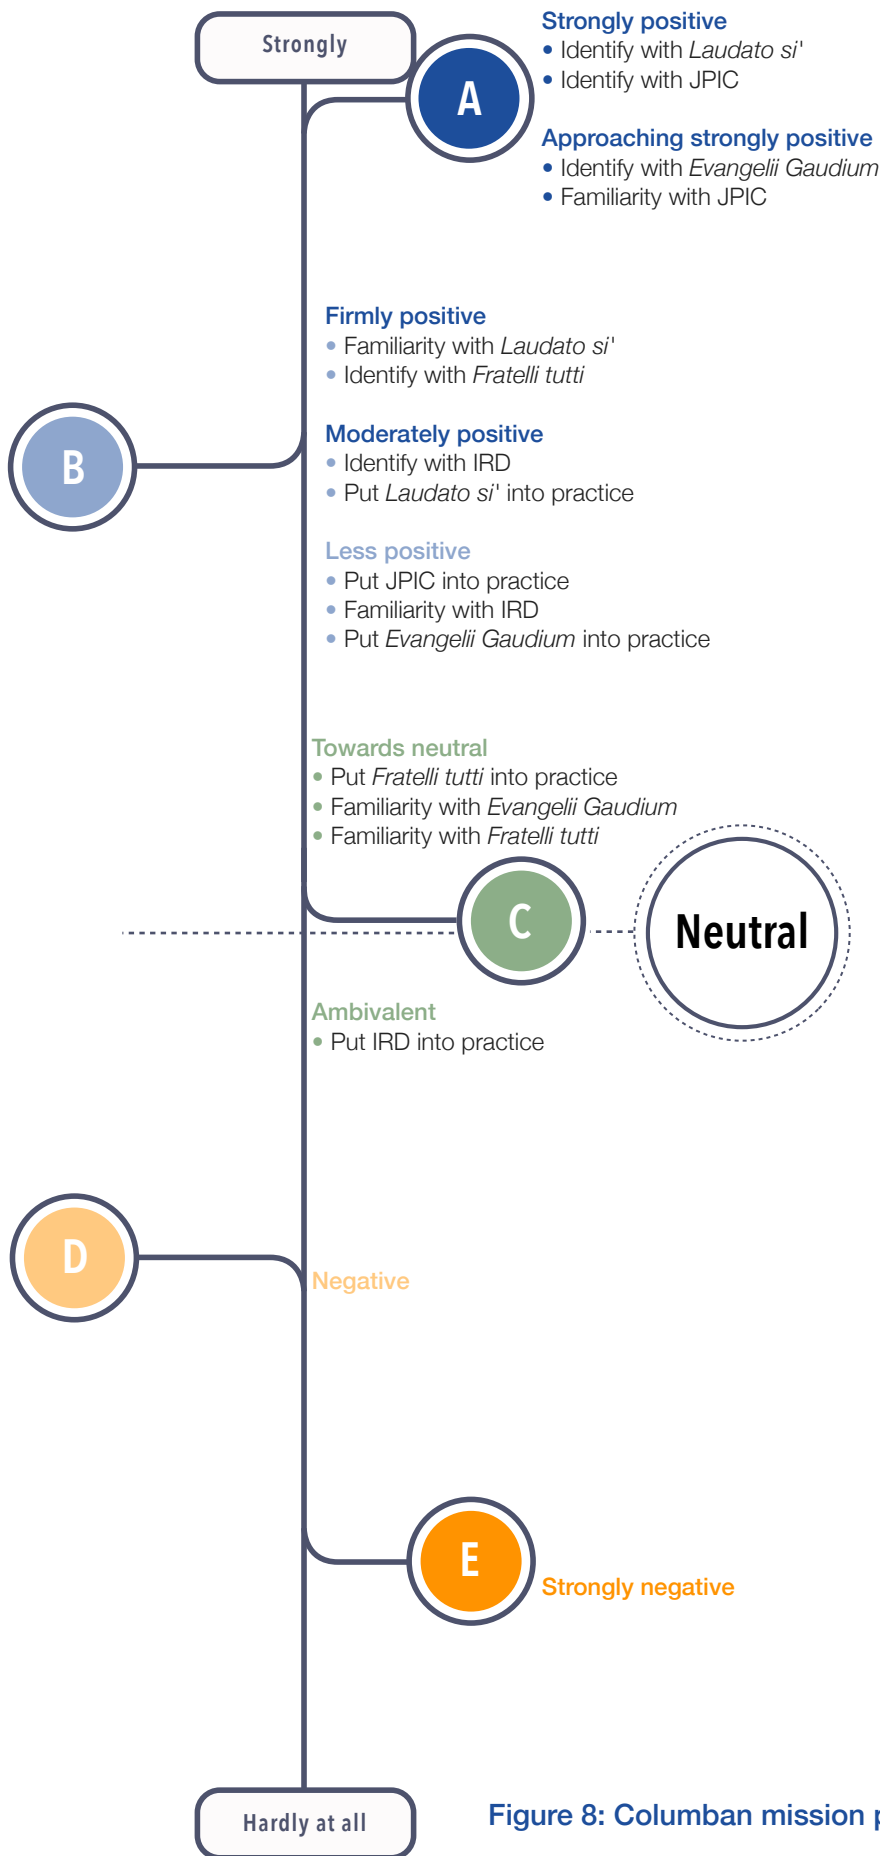 Strongly
A
Strongly positive
• Identify with Laudato si'
• Identify with JPIC
Approaching strongly positive
• Identify with Evangelii Gaudium
• Familiarity with JPIC
Firmly positive
• Familiarity with Laudato si'
• Identify with Fratelli tutti
B
Moderately positive
• Identify with IRD
• Put Laudato si' into practice
Less positive
• Put JPIC into practice
• Familiarity with IRD
• Put Evangelii Gaudium into practice
Towards neutral
• Put Fratelli tutti into practice
• Familiarity with Evangelii Gaudium
• Familiarity with Fratelli tutti
C
Neutral
Ambivalent
• Put IRD into practice
D
Negative
E
Strongly negative
Hardly at all
Figure 8: Columban mission p